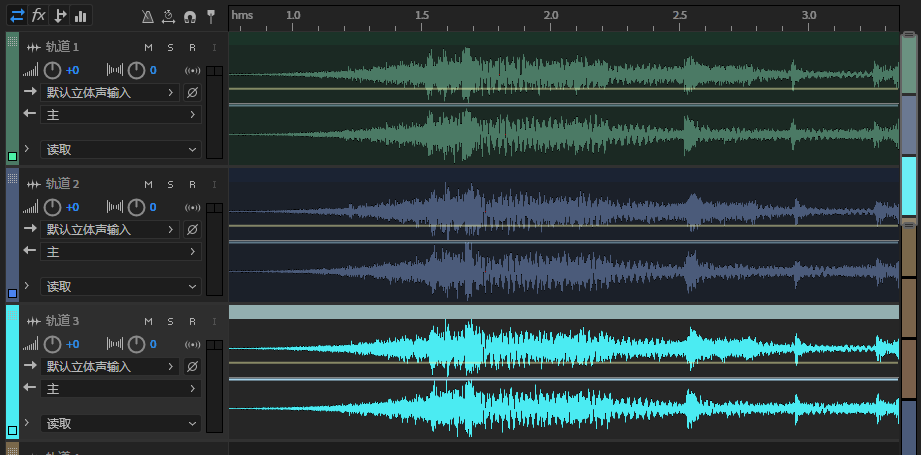 fx
hms 1.0 1.5 2.0 2.5 3.0
轨道 1 M S R I
+0 0
默认立体声输入
主
读取
轨道 2 M S R I
+0 0
默认立体声输入
主
读取
轨道 3 M S R I
+0 0
默认立体声输入
主
读取